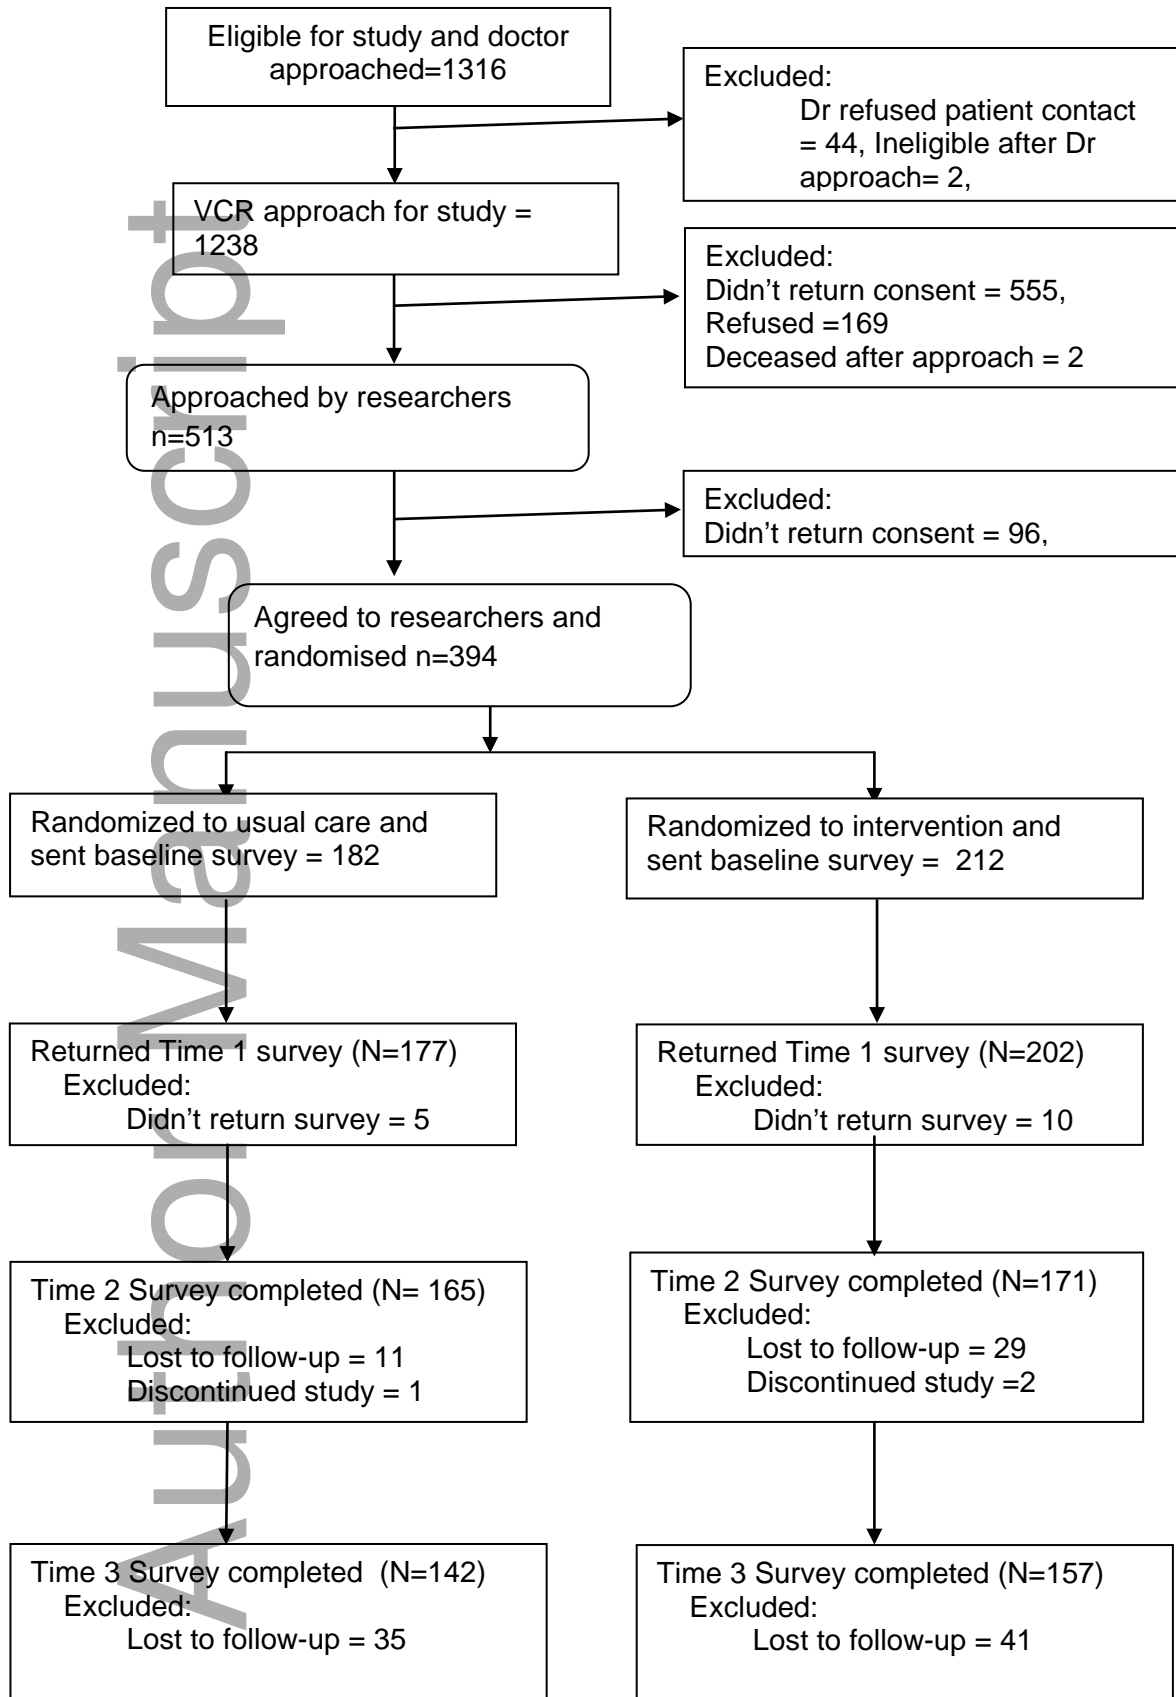 Eligible for study and doctor
approached=1316
Excluded:
Dr refused patient contact
= 44, Ineligible after Dr
approach= 2,
VCR approach for study =
1238
Excluded:
Didn't return consent = 555,
Refused =169
Deceased after approach = 2
Approached by researchers
n=513
Excluded:
Didn't return consent = 96,
Agreed to researchers and
randomised n=394
Randomized to usual care and
sent baseline survey = 182
Randomized to intervention and
sent baseline survey =  212
Returned Time 1 survey (N=177)
Excluded:
Didn't return survey = 5
Returned Time 1 survey (N=202)
Excluded:
Didn't return survey = 10
Time 2 Survey completed (N= 165)
Excluded:
Lost to follow-up = 11
Discontinued study = 1
Time 2 Survey completed (N=171)
Excluded:
Lost to follow-up = 29
Discontinued study =2
Time 3 Survey completed  (N=142)
Excluded:
Lost to follow-up = 35
Time 3 Survey completed (N=157)
Excluded:
Lost to follow-up = 41
Author Manuscript